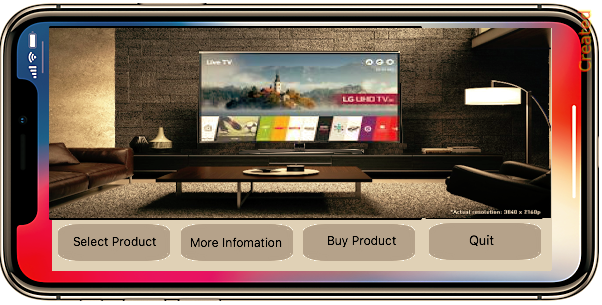 Created
Live TV
LG UHD TV
*Actual resolution: 3840 x 2160p
Select Product
More Infomation
Buy Product
Quit